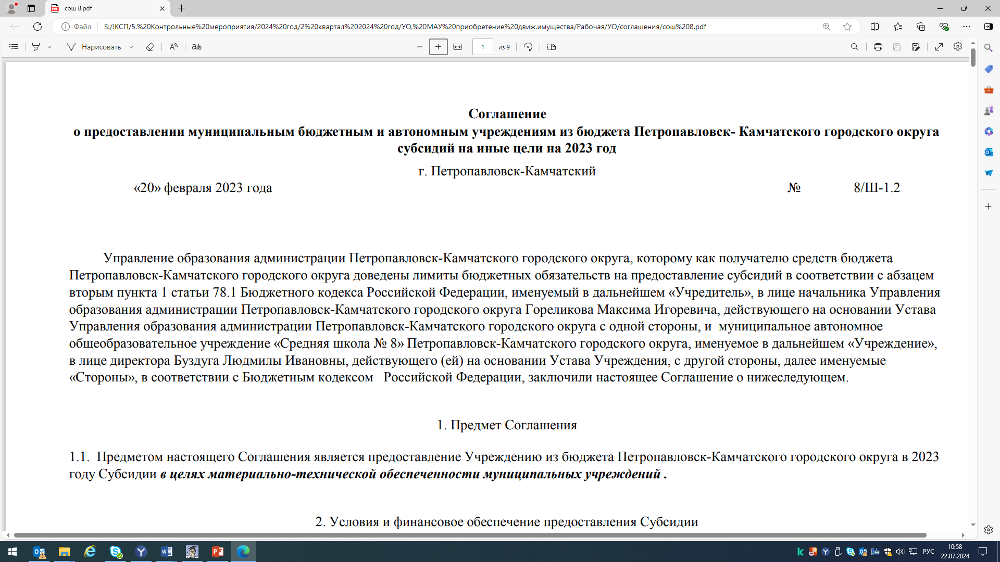 сош 8.pdf
Файл
S:/!КСП/5.%20Контрольные%20мероприятия/2024%20год/2%20квартал%202024%20год/УО,%20МАУ%20приобретение%20движ.имущества/Рабочая/УО/соглашения/сош%208.pdf
Нарисовать
аあ
1 из 9
Соглашение
о предоставлении муниципальным бюджетным и автономным учреждениям из бюджета Петропавловск- Камчатского городского округа
субсидий на иные цели на 2023 год
г. Петропавловск-Камчатский
«20» февраля 2023 года № 8/Ш-1.2
Управление образования администрации Петропавловск-Камчатского городского округа, которому как получателю средств бюджета
Петропавловск-Камчатского городского округа доведены лимиты бюджетных обязательств на предоставление субсидий в соответствии с абзацем
вторым пункта 1 статьи 78.1 Бюджетного кодекса Российской Федерации, именуемый в дальнейшем «Учредитель», в лице начальника Управления
образования администрации Петропавловск-Камчатского городского округа Гореликова Максима Игоревича, действующего на основании Устава
Управления образования администрации Петропавловск-Камчатского городского округа с одной стороны, и муниципальное автономное
общеобразовательное учреждение «Средняя школа № 8» Петропавловск-Камчатского городского округа, именуемое в дальнейшем «Учреждение»,
в лице директора Буздуга Людмилы Ивановны, действующего (ей) на основании Устава Учреждения, с другой стороны, далее именуемые
«Стороны», в соответствии с Бюджетным кодексом Российской Федерации, заключили настоящее Соглашение о нижеследующем.
1. Предмет Соглашения
1.1. Предметом настоящего Соглашения является предоставление Учреждению из бюджета Петропавловск-Камчатского городского округа в 2023
году Субсидии в целях материально-технической обеспеченности муниципальных учреждений .
2. Условия и финансовое обеспечение предоставления Субсидии
РУС
10:58
22.07.2024